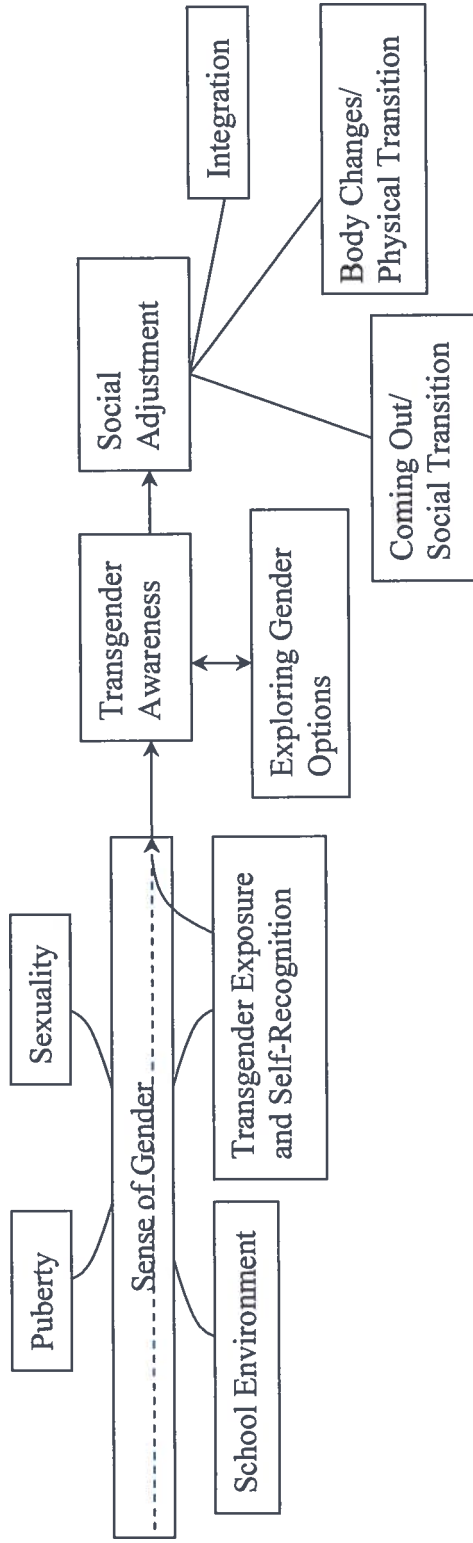 Puberty
Sexuality
Sense of Gender
School Environment
Transgender Exposure
and Self-Recognition
Transgender
Awareness
Exploring Gender
Options
Social
Adjustment
Integration
Body Changes/
Physical Transition
Coming Out/
Social Transition